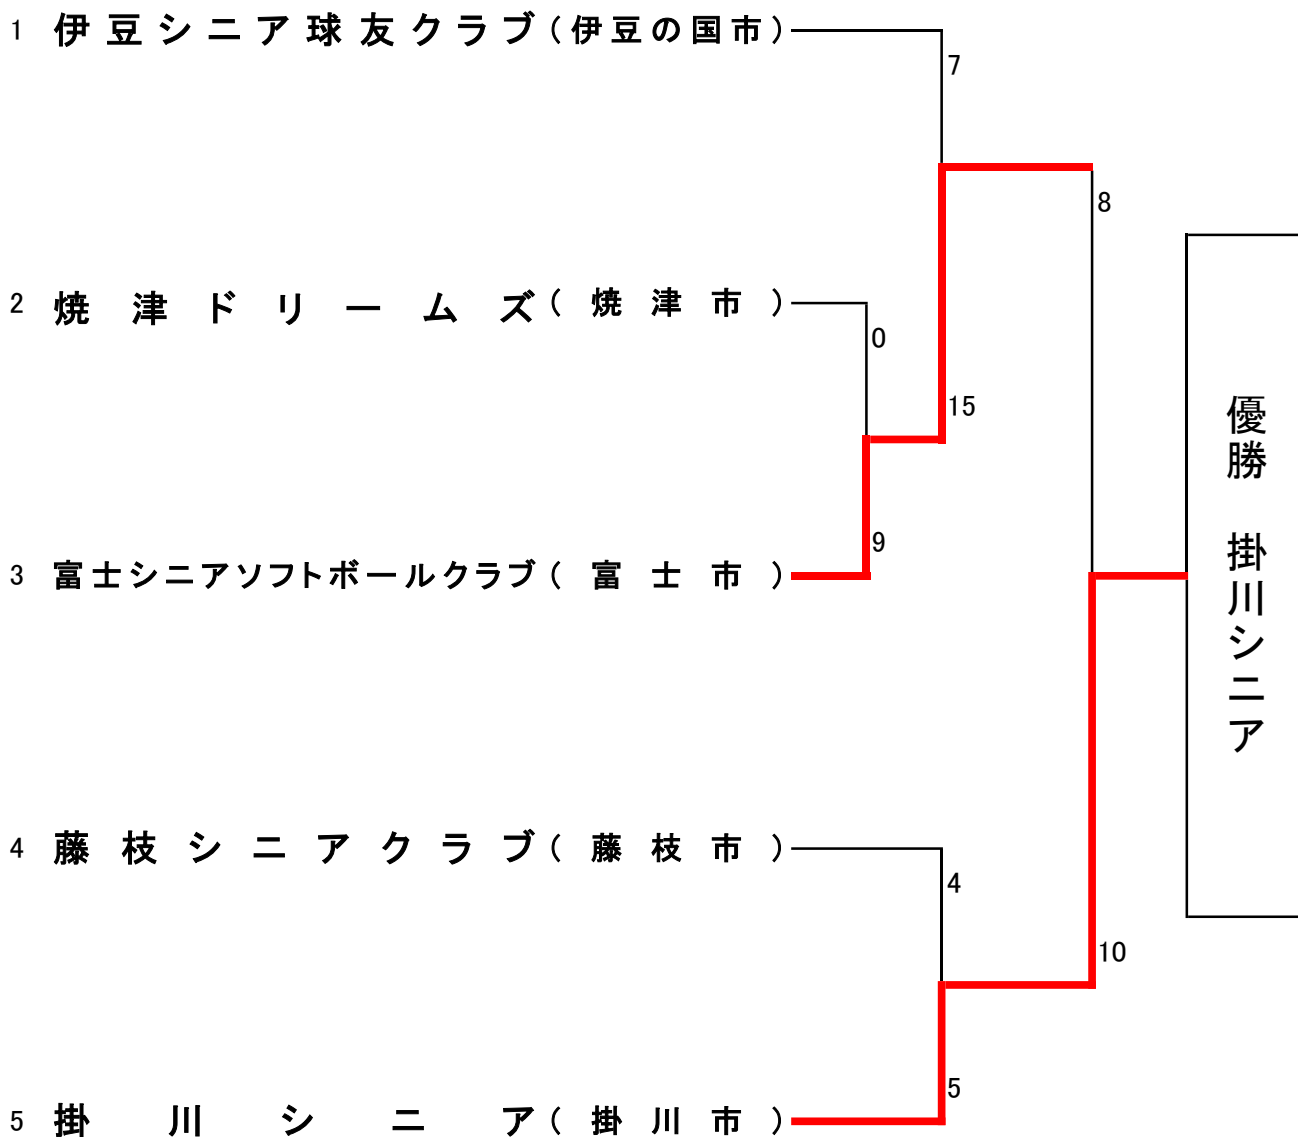 1 伊豆シニア球友クラブ(伊豆の国市)
7
8
2 焼津ドリームズ(焼津市)
0
15
9
3 富士シニアソフトボールクラブ(富士市)
優勝 掛川シニア
4 藤枝シニアクラブ(藤枝市)
4
10
5
5 掛川シニア(掛川市)